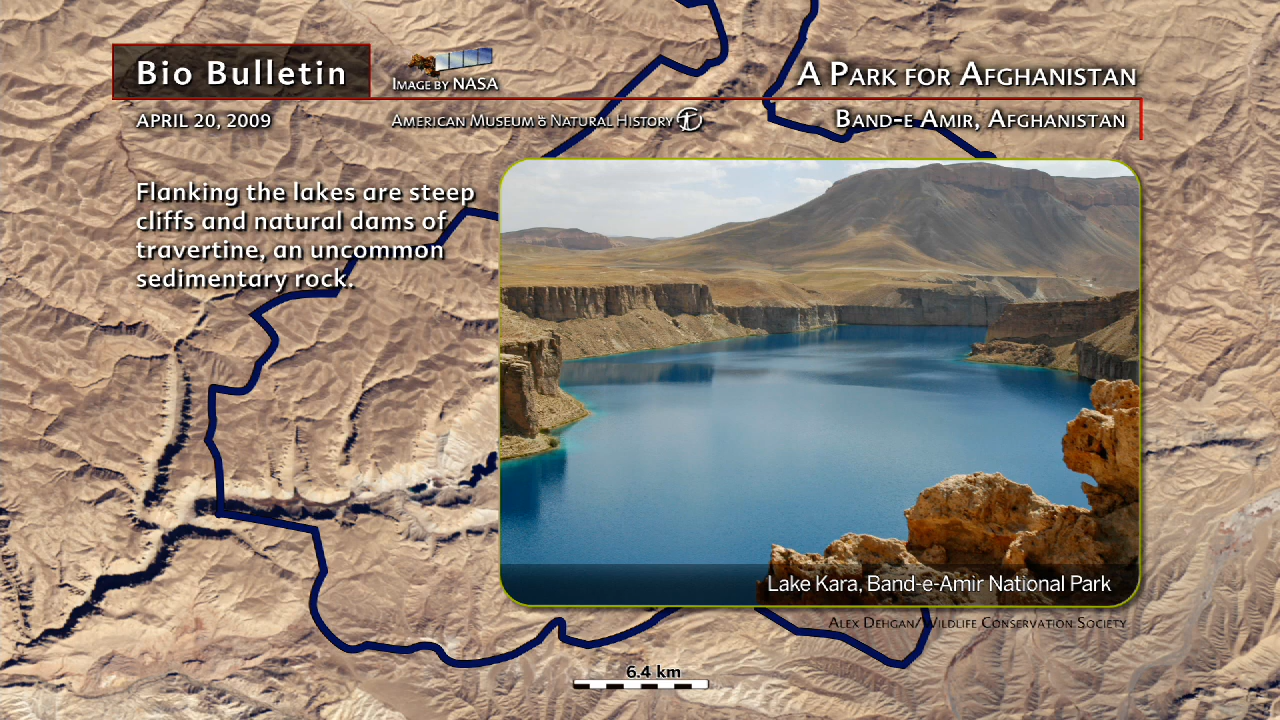 Bio Bulletin
IMAGE BY NASA
A PARK FOR AFGHANISTAN
APRIL 20, 2009
AMERICAN MUSEUM & NATURAL HISTORY
BAND-E AMIR, AFGHANISTAN
Flanking the lakes are steep
cliffs and natural dams of
travertine, an uncommon
sedimentary rock.
Lake Kara, Band-e-Amir National Park
ALEX DEHGAN/WILDLIFE CONSERVATION SOCIETY
6.4 km